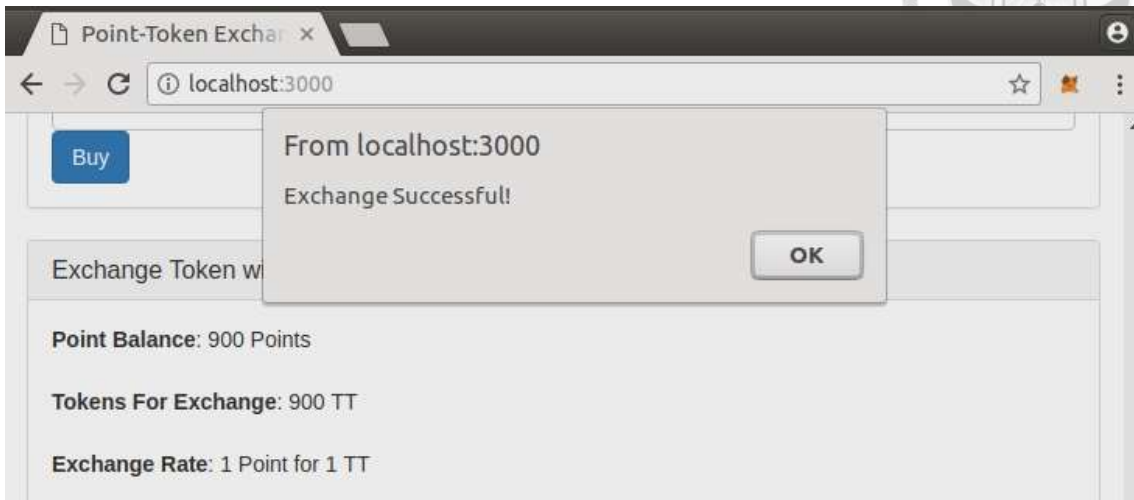 Point-Token Exchan
localhost:3000
From localhost:3000
Buy
Exchange Successful!
OK
Exchange Token wi
Point Balance: 900 Points
Tokens For Exchange: 900 TT
Exchange Rate: 1 Point for 1 TT